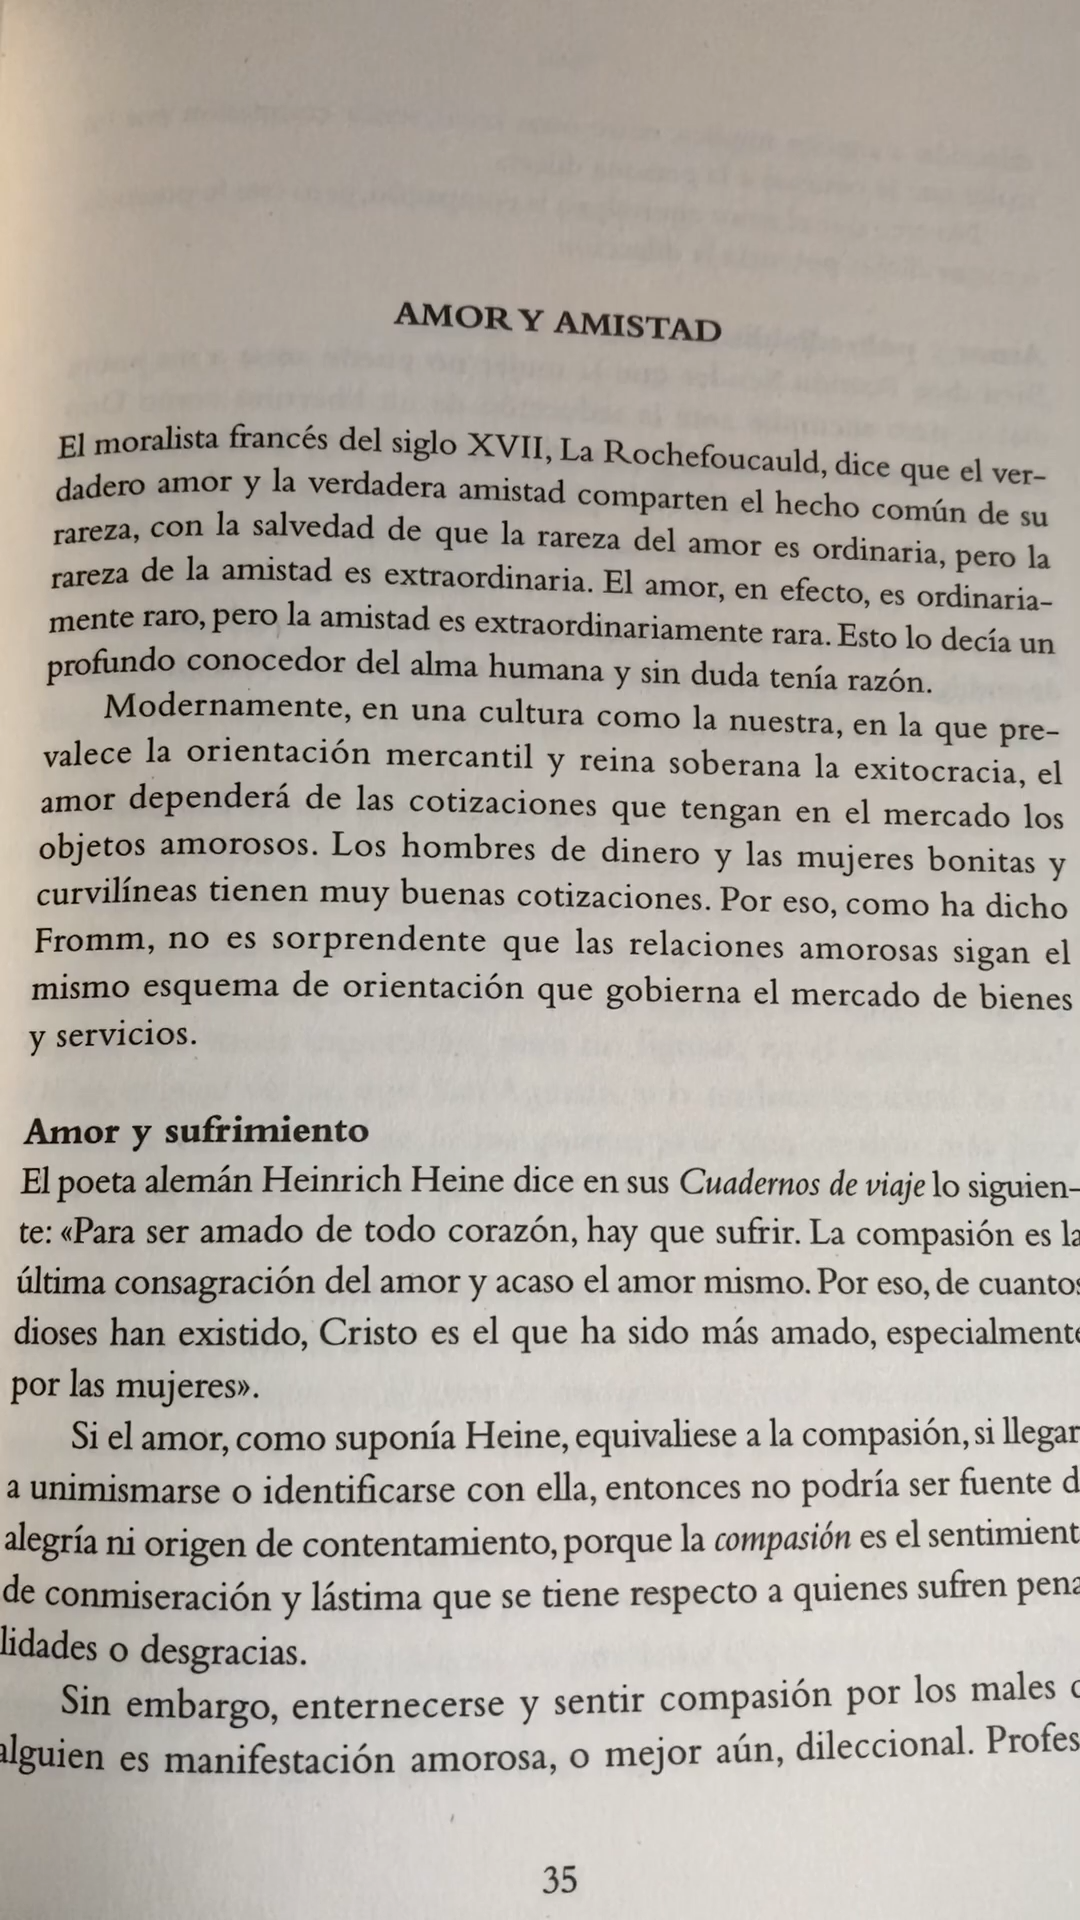 AMOR Y AMISTAD
El moralista francés del siglo XVII, La Rochefoucauld, dice que el ver-
dadero amor y la verdadera amistad comparten el hecho común de su
rareza, con la salvedad de que la rareza del amor es ordinaria, pero la
rareza de la amistad es extraordinaria. El amor, en efecto, es ordinaria-
mente raro, pero la amistad es extraordinariamente rara. Esto lo decía un
profundo conocedor del alma humana y sin duda tenía razón.
Modernamente, en una cultura como la nuestra, en la que pre-
valece la orientación mercantil y reina soberana la exitocracia, el
amor dependerá de las cotizaciones que tengan en el mercado los
objetos amorosos. Los hombres de dinero y las mujeres bonitas y
curvilíneas tienen muy buenas cotizaciones. Por eso, como ha dicho
Fromm, no es sorprendente que las relaciones amorosas sigan el
mismo esquema de orientación que gobierna el mercado de bienes
y servicios.
Amor y sufrimiento
El poeta alemán Heinrich Heine dice en sus Cuadernos de viaje lo siguien-
te: «Para ser amado de todo corazón, hay que sufrir. La compasión es la
última consagración del amor y acaso el amor mismo. Por eso, de cuantos
dioses han existido, Cristo es el que ha sido más amado, especialmente
por las mujeres».
Si el amor, como suponía Heine, equivaliese a la compasión, si llegar
a unimismarse o identificarse con ella, entonces no podría ser fuente d
alegría ni origen de contentamiento, porque la compasión es el sentimient
de conmiseración y lástima que se tiene respecto a quienes sufren pena
lidades o desgracias.
Sin embargo, enternecerse y sentir compasión por los males
alguien es manifestación amorosa, o mejor aún, dileccional. Profes
35